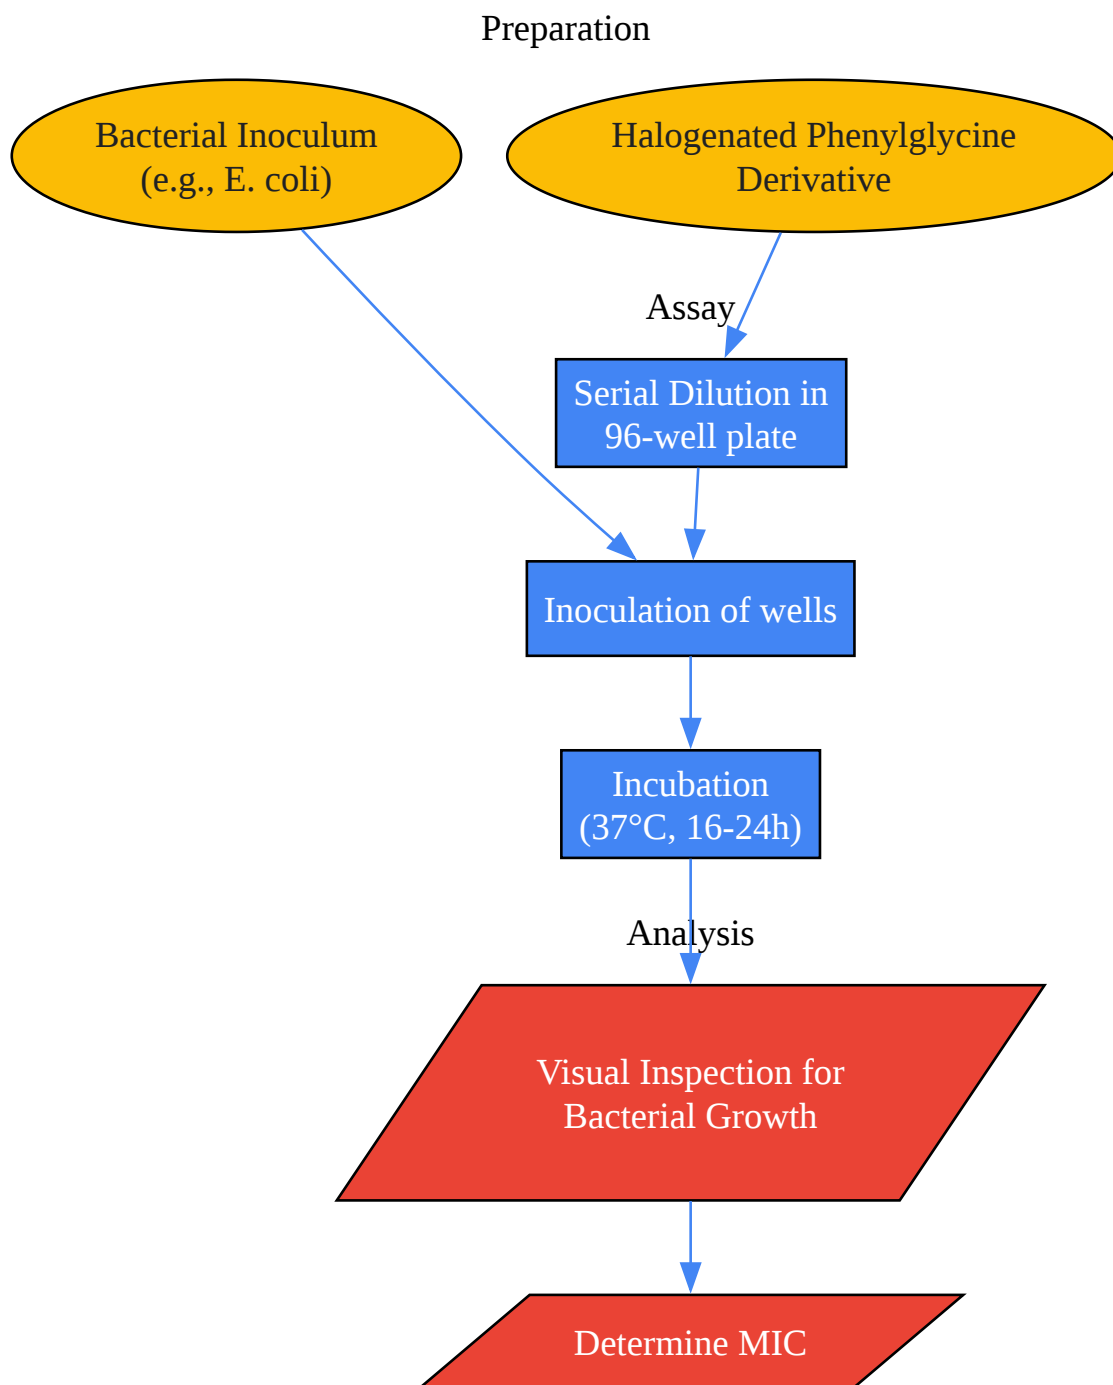 Preparation
Bacterial Inoculum
(e.g., E. coli)
Halogenated Phenylglycine
Derivative
Assay
Serial Dilution in
96-well plate
Inoculation of wells
Incubation
(37°C, 16-24h)
Analysis
Visual Inspection for
Bacterial Growth
Determine MIC